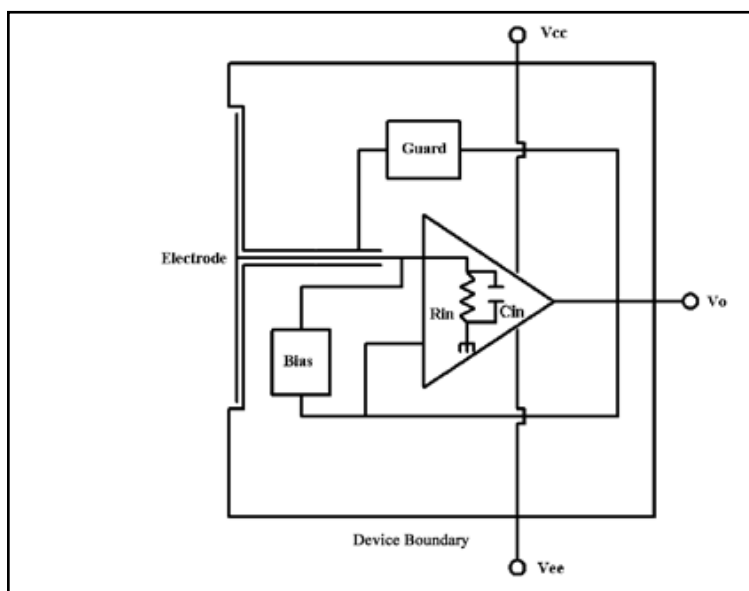 Vcc
Guard
Electrode
Rin
Cin
Vo
Bias
Device Boundary
Vee